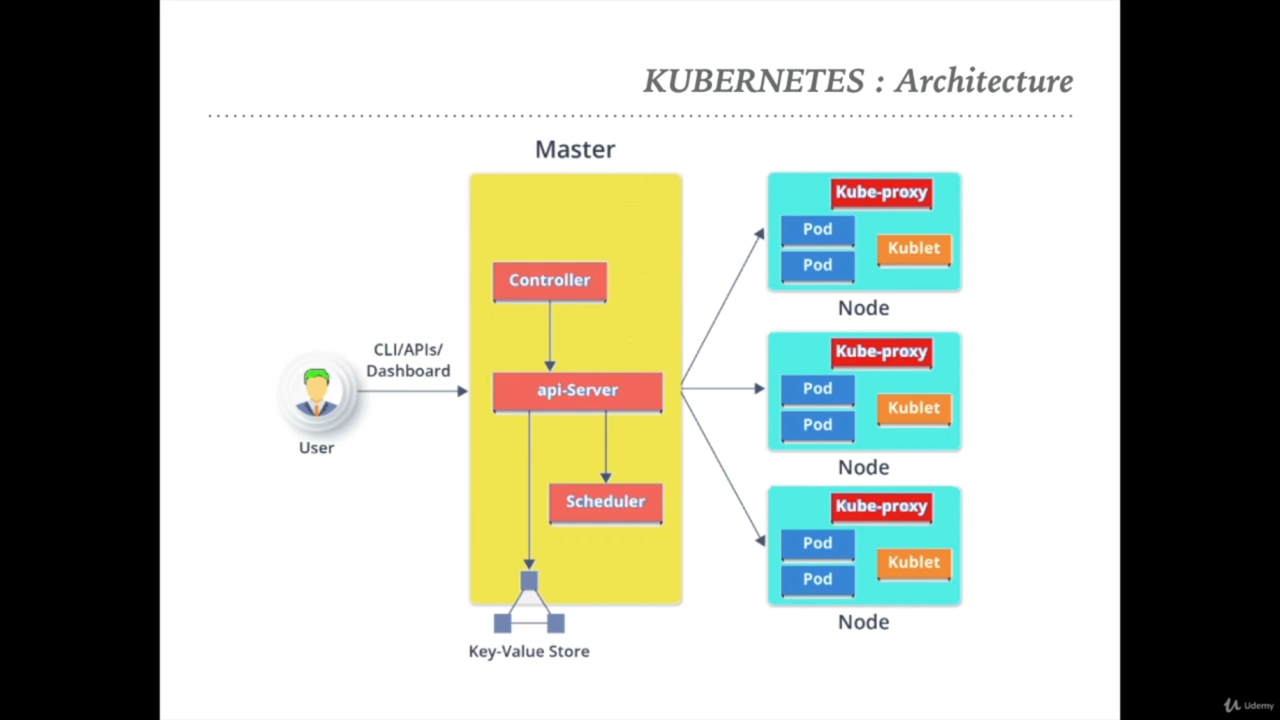 KUBERNETES : Architecture
Master
Controller
api-Server
Scheduler
Key-Value Store
CLI/APIs/
Dashboard
User
Kube-proxy
Pod
Pod
Kublet
Node
Kube-proxy
Pod
Pod
Kublet
Node
Kube-proxy
Pod
Pod
Kublet
Node
Udemy